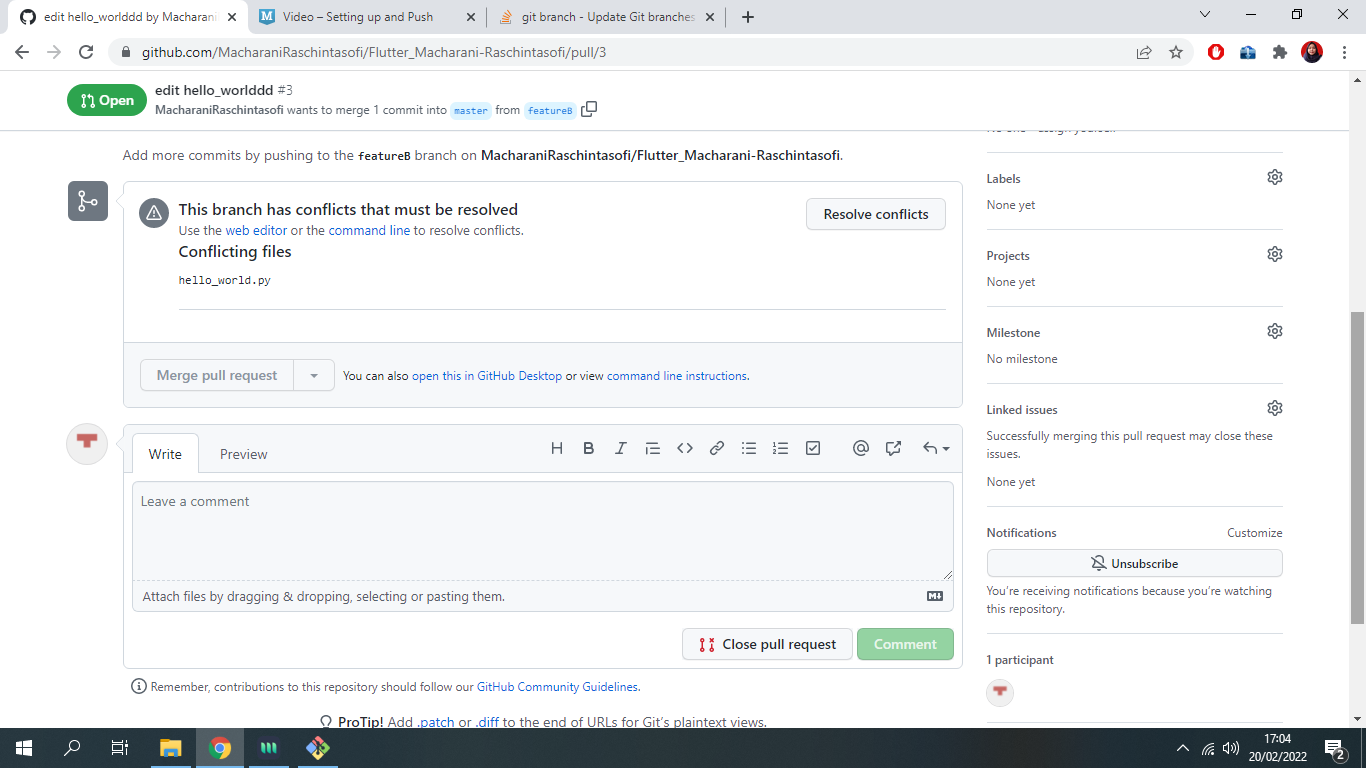 edit hello_worlddd by Macharani
Video – Setting up and Push
git branch - Update Git branches
github.com/MacharaniRaschintasofi/Flutter_Macharani-Raschintasofi/pull/3
Open
edit hello_worlddd #3
MacharaniRaschintasofi wants to merge 1 commit into master from featureB
Add more commits by pushing to the featureB branch on MacharaniRaschintasofi/Flutter_Macharani-Raschintasofi.
This branch has conflicts that must be resolved
Use the web editor or the command line to resolve conflicts.
Resolve conflicts
Conflicting files
hello_world.py
Merge pull request
You can also open this in GitHub Desktop or view command line instructions.
Write
Preview
Leave a comment
Attach files by dragging & dropping, selecting or pasting them.
Close pull request
Comment
Remember, contributions to this repository should follow our GitHub Community Guidelines.
ProTip! Add .patch or .diff to the end of URLs for Git's plaintext views.
Labels
None yet
Projects
None yet
Milestone
No milestone
Linked issues
Successfully merging this pull request may close these
issues.
None yet
Notifications
Customize
Unsubscribe
You're receiving notifications because you're watching
this repository.
1 participant
17:04
20/02/2022
2